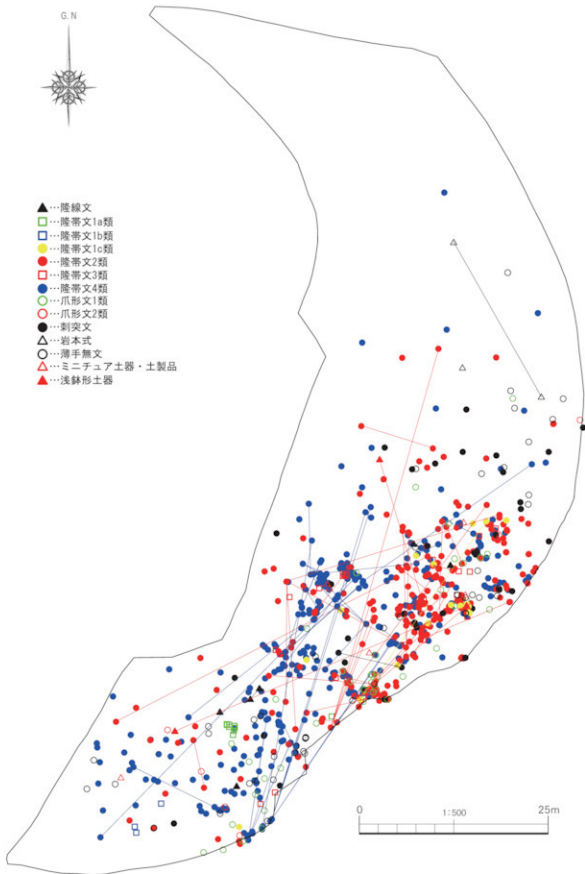 G.N
▲…隆線文
□…隆帯文1a類
□…隆帯文1b類
●…隆帯文1c類
●…隆帯文2類
□…隆帯文3類
●…隆帯文4類
○…爪形文1類
○…爪形文2類
●…刺突文
△…岩本式
○…薄手無文
△…ミニチュア土器・土製品
▲…浅鉢形土器
0 25m
1:500